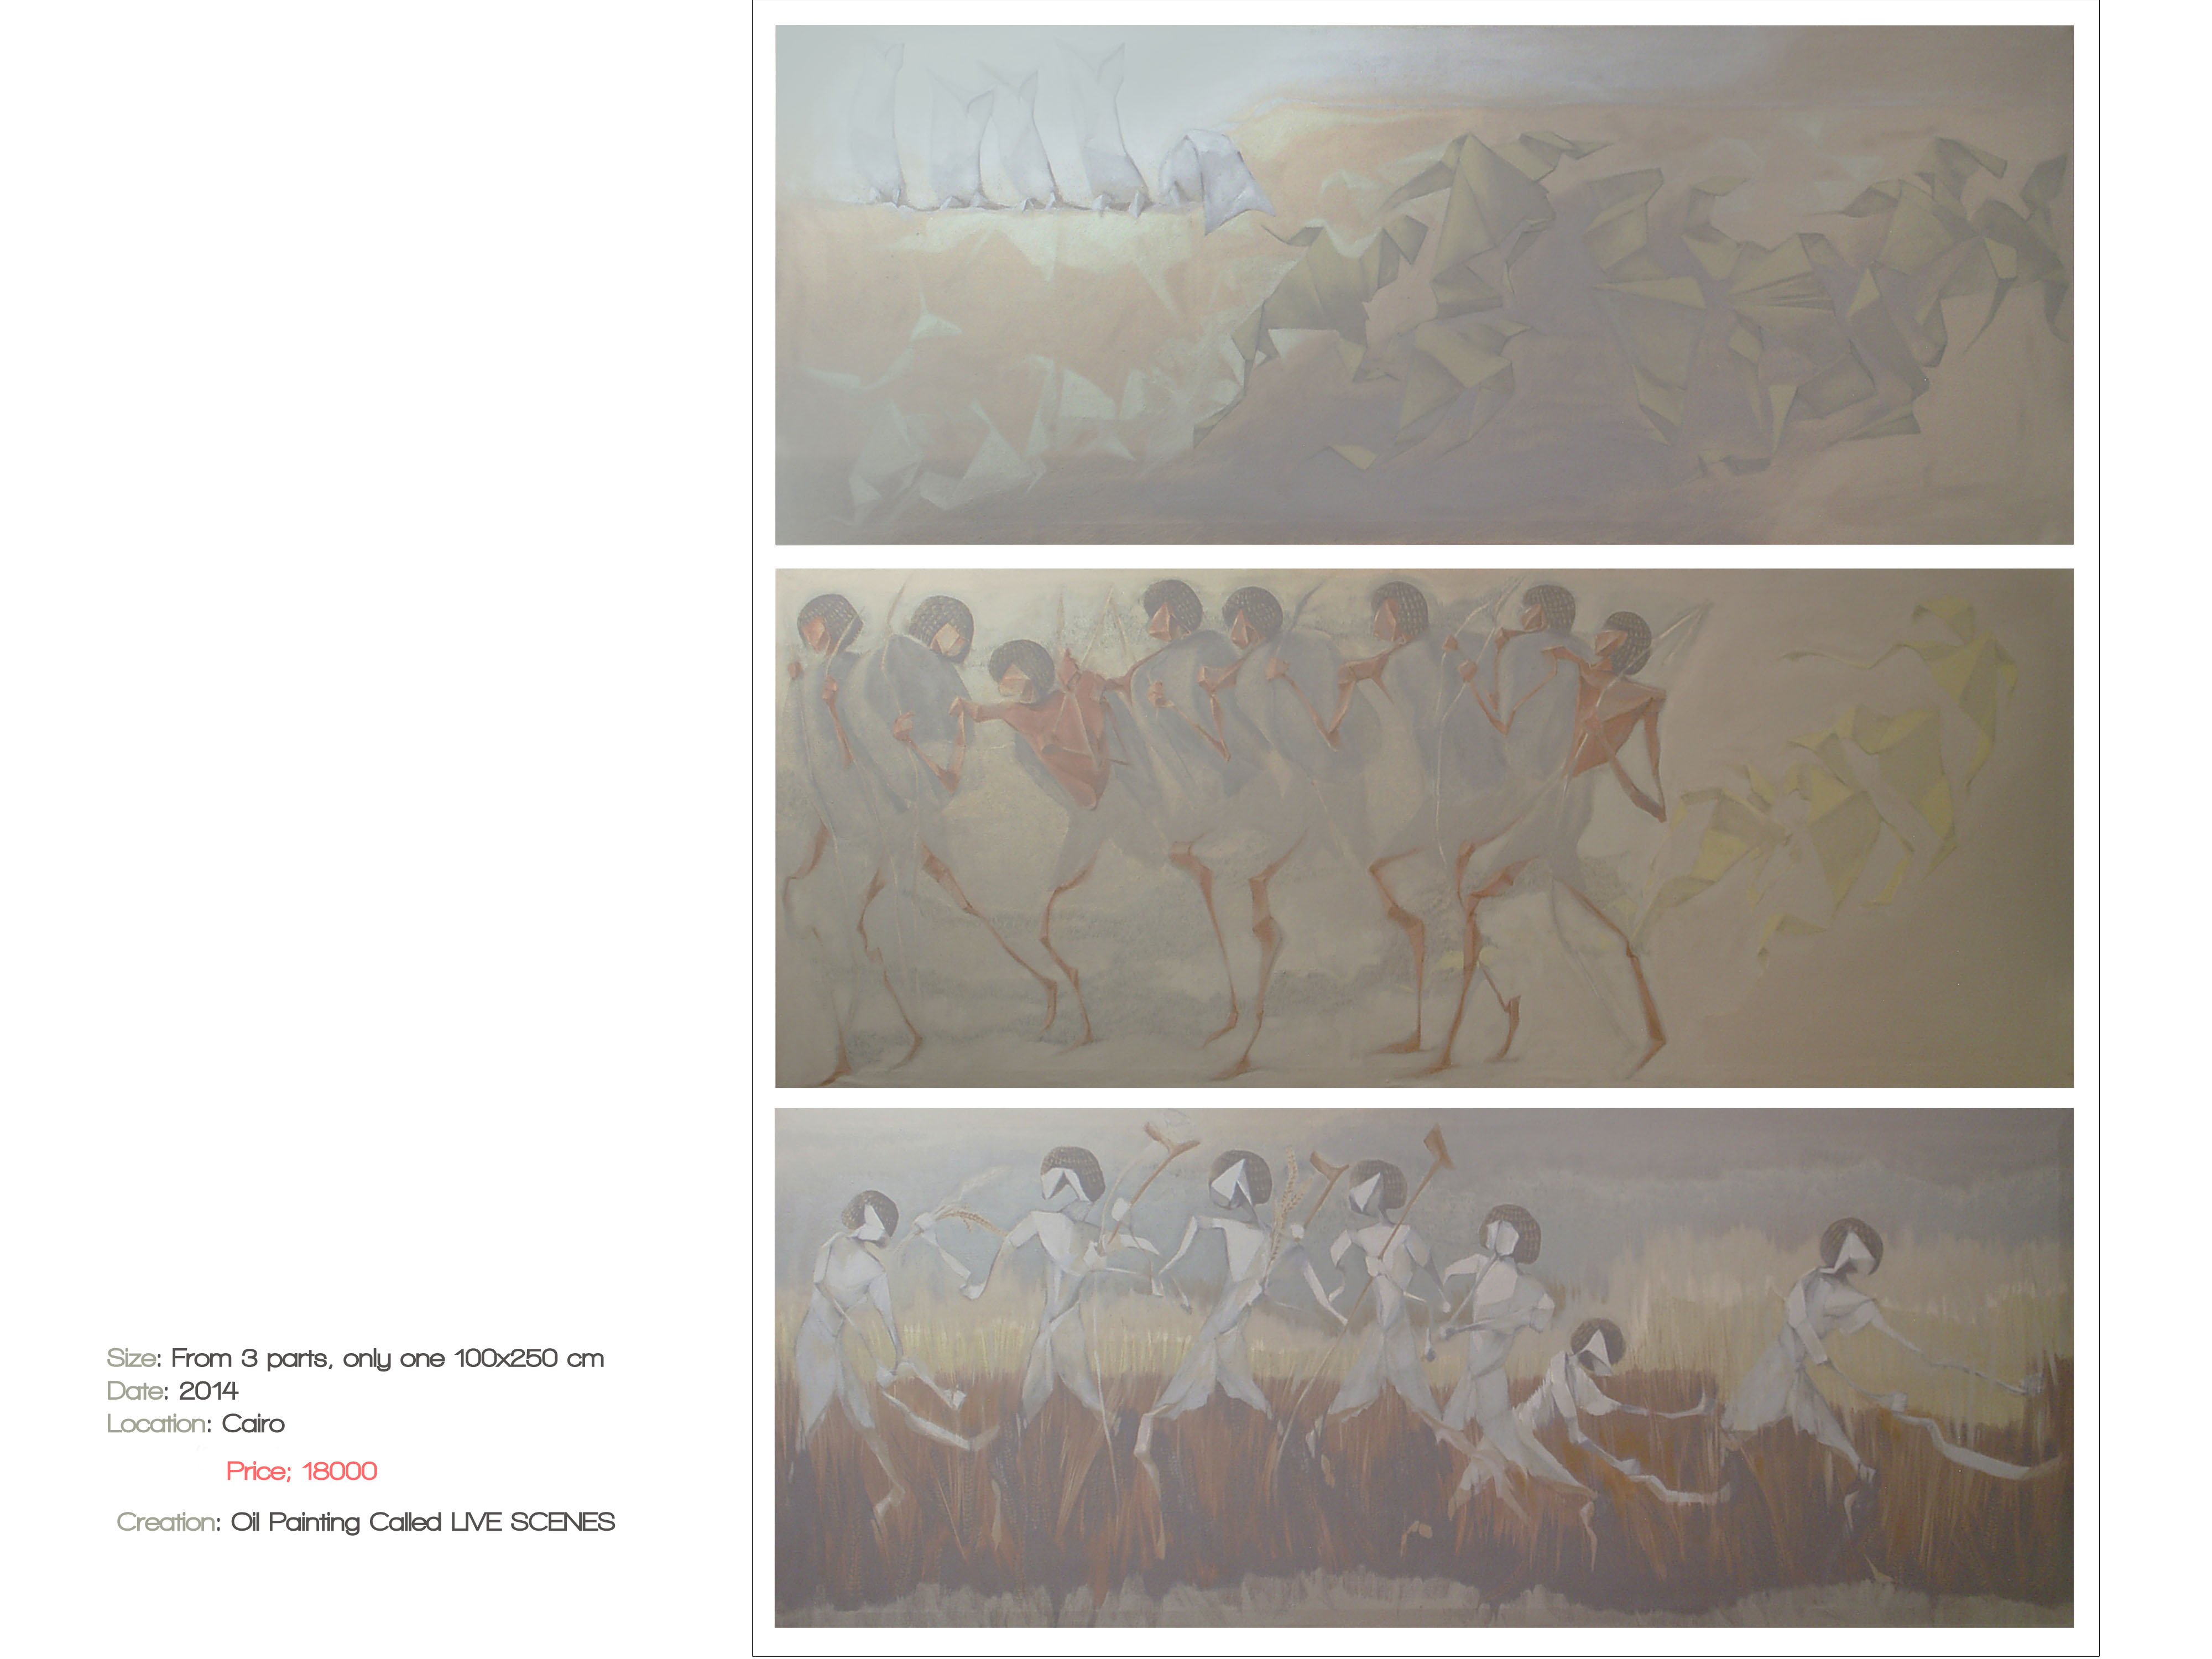 Size: From 3 parts, only one 100x250 cm
Date: 2014
Location: Cairo
Price; 18000
Creation: Oil Painting Called LIVE SCENES